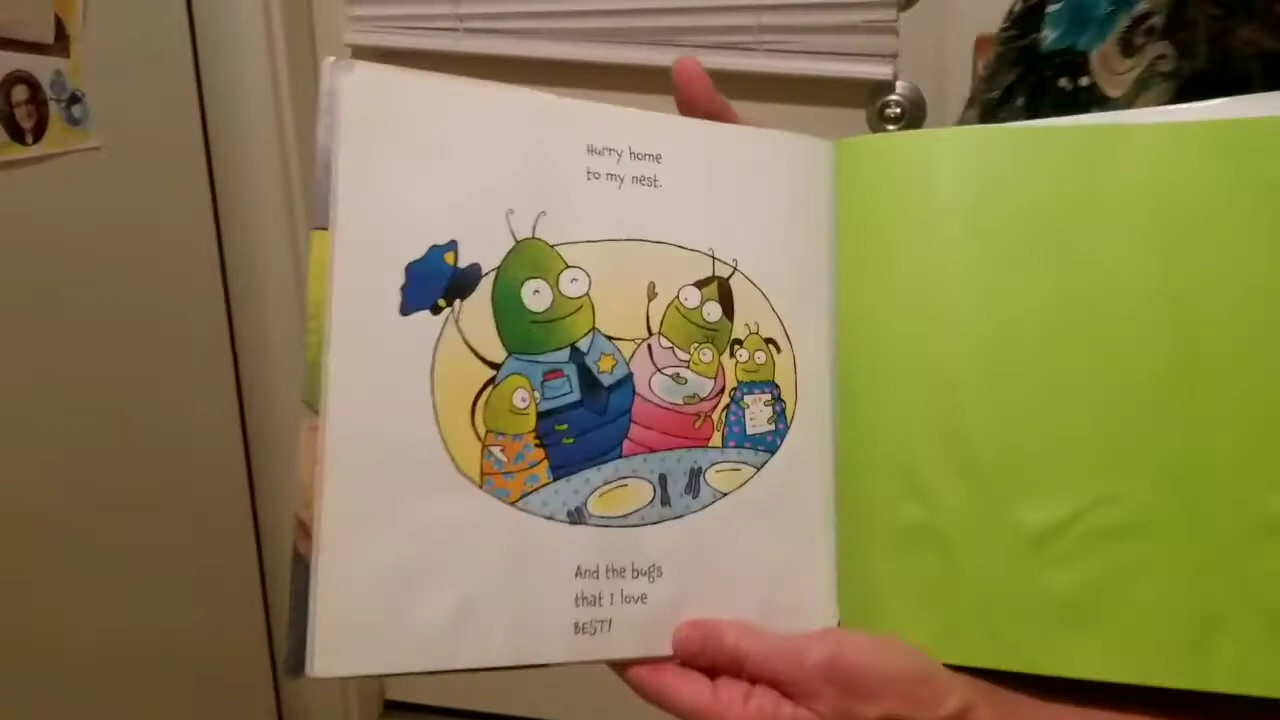 Hurry home
to my nest.
And the bugs
that I love
BEST!